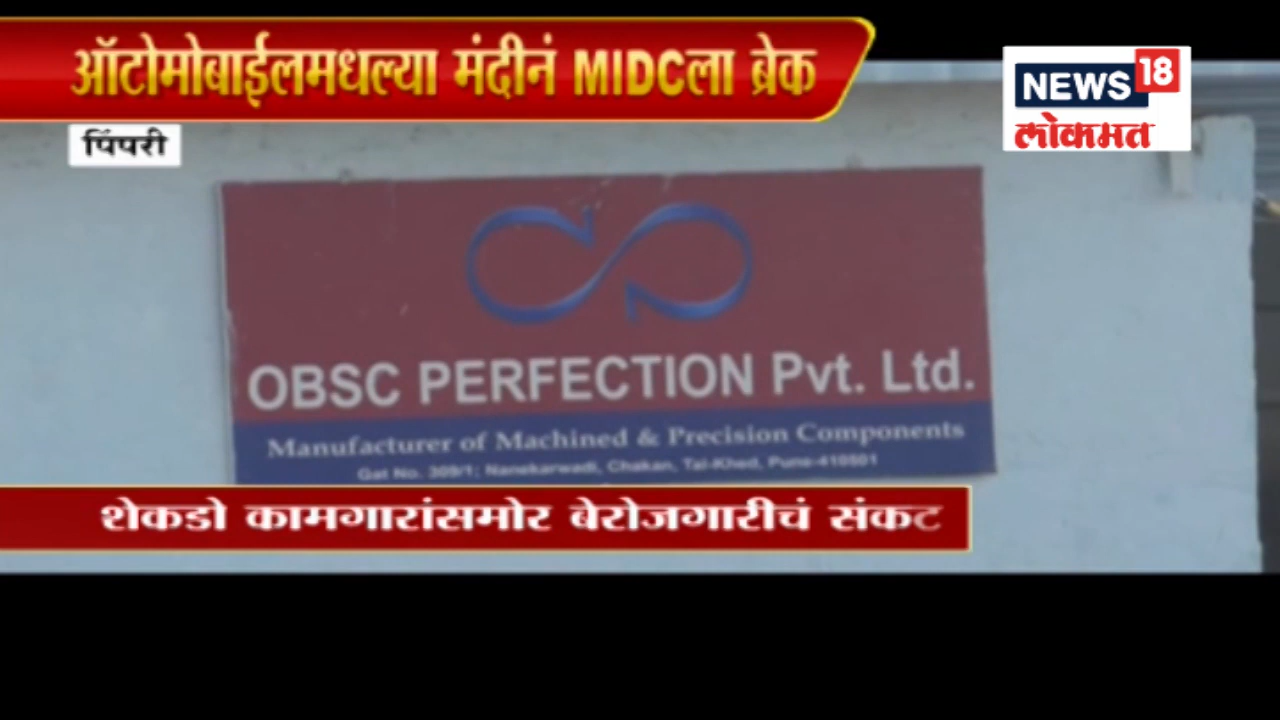 ऑटोमोबाईलमधल्या मंदीनं MIDCला ब्रेक
NEWS18
लोकमत
पिंपरी
OBSC PERFECTION Pvt. Ltd.
Manufacturer of Machined & Precision Components
Gat No. 309/1; Nanekarwadi, Chakan, Tal-Khed, Pune-410501
शेकडो कामगारांसमोर बेरोजगारीचं संकट